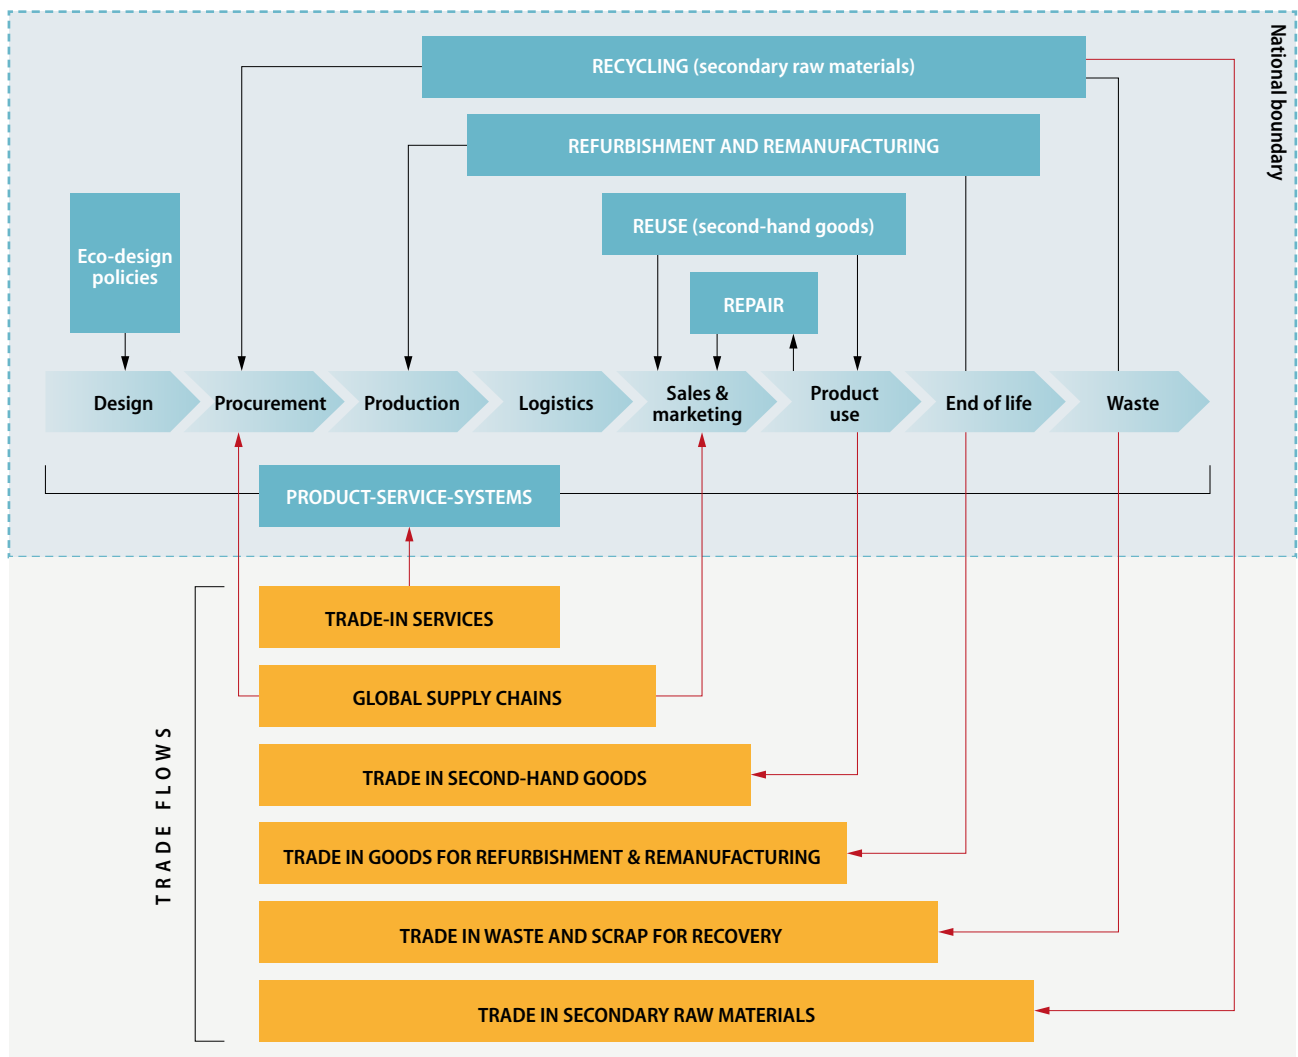 National boundary
RECYCLING (secondary raw materials)
REFURBISHMENT AND REMANUFACTURING
REUSE (second-hand goods)
Eco-design
policies
REPAIR
Design
Procurement
Production
Logistics
Sales &
marketing
Product
use
End of life
Waste
PRODUCT-SERVICE-SYSTEMS
TRADE FLOWS
TRADE-IN SERVICES
GLOBAL SUPPLY CHAINS
TRADE IN SECOND-HAND GOODS
TRADE IN GOODS FOR REFURBISHMENT & REMANUFACTURING
TRADE IN WASTE AND SCRAP FOR RECOVERY
TRADE IN SECONDARY RAW MATERIALS